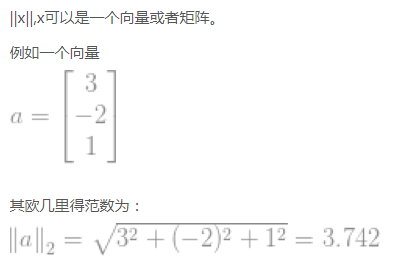 ||x||,x可以是一个向量或者矩阵。
例如一个向量
a = [3
-2
1]
其欧几里得范数为：
‖a‖₂ = √(3² + (-2)² + 1²) = 3.742